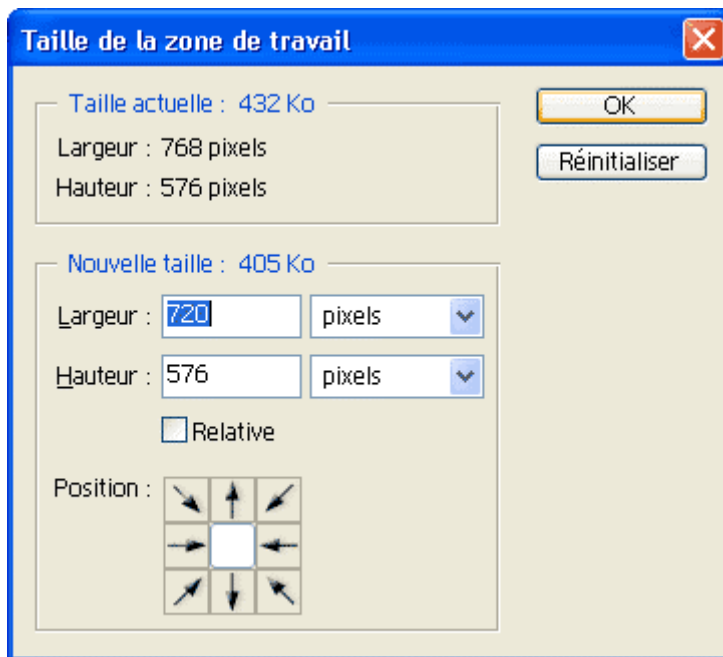 Taille de la zone de travail
Taille actuelle : 432 Ko
Largeur : 768 pixels
Hauteur : 576 pixels
OK
Réinitialiser
Nouvelle taille : 405 Ko
Largeur : 720 pixels
Hauteur : 576 pixels
Relative
Position :